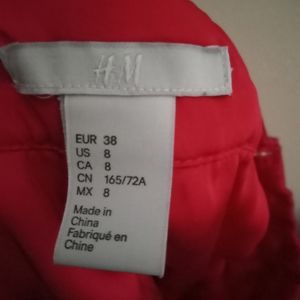 H&M
EUR 38
US 8
CA 8
CN 165/72A
MX 8
Made in
China
Fabriqué en
Chine